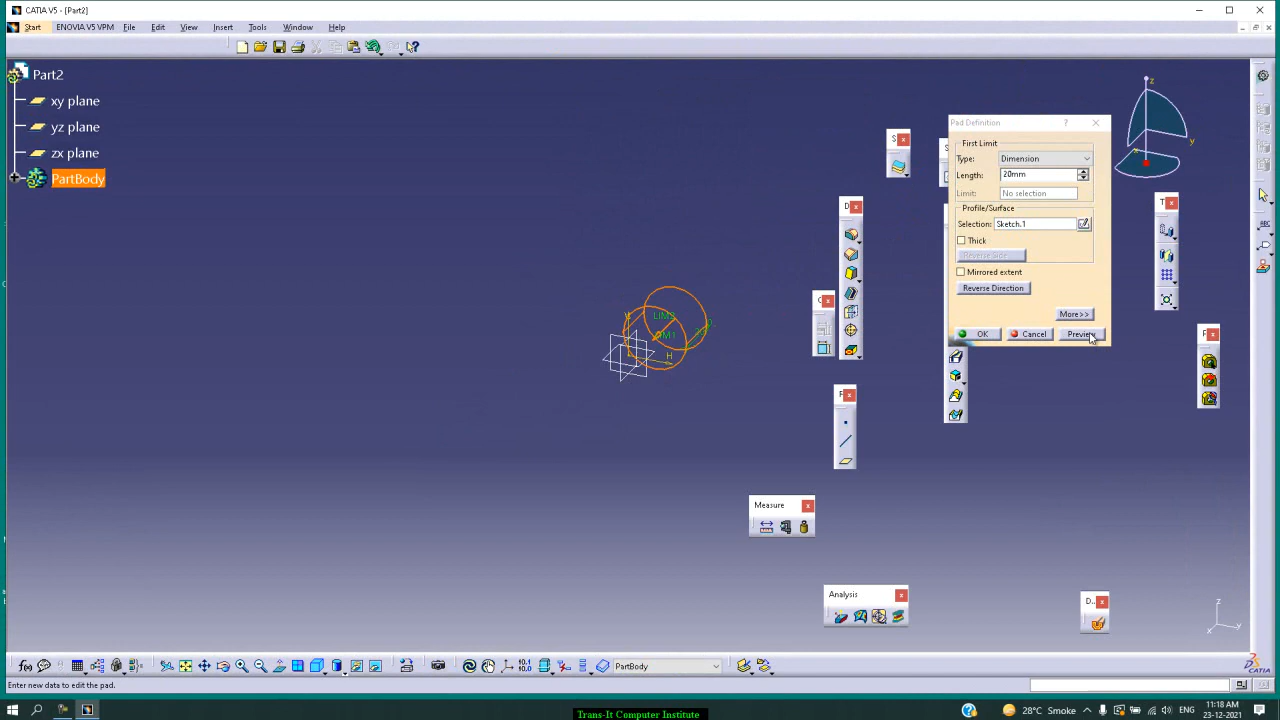 CATIA V5 - [Part2]
Start
ENOVIA V5 VPM
File
Edit
View
Insert
Tools
Window
Help
Part2
xy plane
yz plane
zx plane
PartBody
Pad Definition
?
First Limit
Type:
Dimension
Length:
20mm
Limit:
No selection
Profile/Surface
Selection:
Sketch.1
Thick
Reverse Side
Mirrored extent
Reverse Direction
More>>
OK
Cancel
Preview
LIM2
H
z
y
x
S
D
T
Measure
Analysis
D..
z
x
y
PartBody
Enter new data to edit the pad.
28°C Smoke
ENG
11:18 AM
23-12-2021
Trans-It Computer Institute